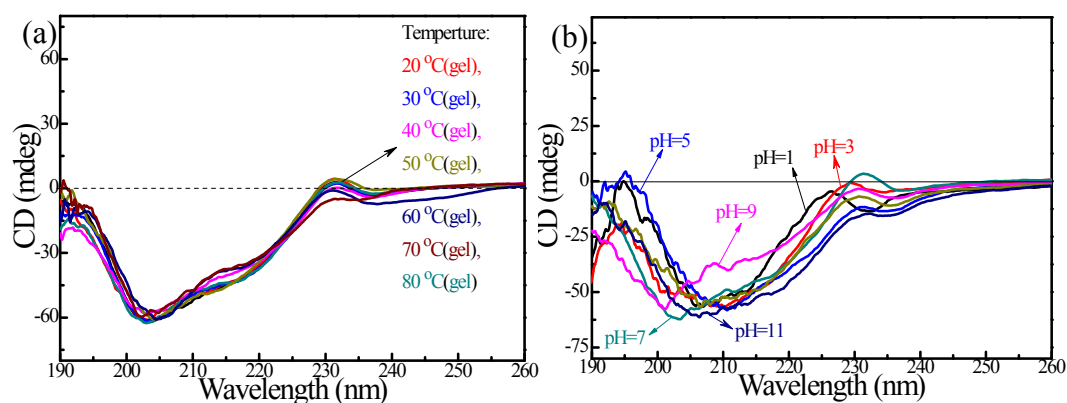 (a)
Temperture:
20 °C(gel),
30 °C(gel),
40 °C(gel),
50 °C(gel),
60 °C(gel),
70 °C(gel),
80 °C(gel)
60
30
0
-30
-60
CD (mdeg)
190 200 210 220 230 240 250 260
Wavelength (nm)
(b)
pH=5
pH=1
pH=3
pH=9
pH=7
pH=11
50
25
0
-25
-50
-75
CD (mdeg)
190 200 210 220 230 240 250 260
Wavelength (nm)